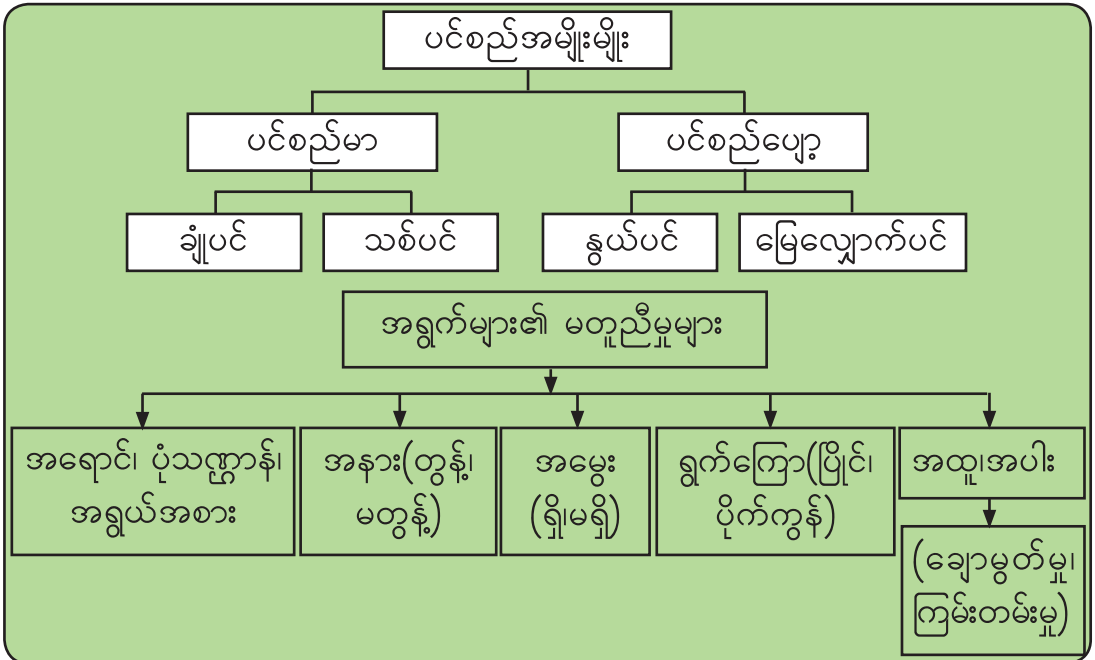 ပင်စည်အမျိုးမျိုး
ပင်စည်မာ
ပင်စည်ပျော့
ချုံပင်
သစ်ပင်
နွယ်ပင်
မြေလျှောက်ပင်
အရွက်များ၏ မတူညီမှုများ
အရောင်၊ ပုံသဏ္ဌာန်၊
အရွယ်အစား
အနား(တွန့်၊
မတွန့်)
အမွေး
(ရှိ၊မရှိ)
ရွက်ကြော(ပြိုင်၊
ပိုက်ကွန်)
အထူ၊အပါး
(ချောမွတ်မှု၊
ကြမ်းတမ်းမှု)